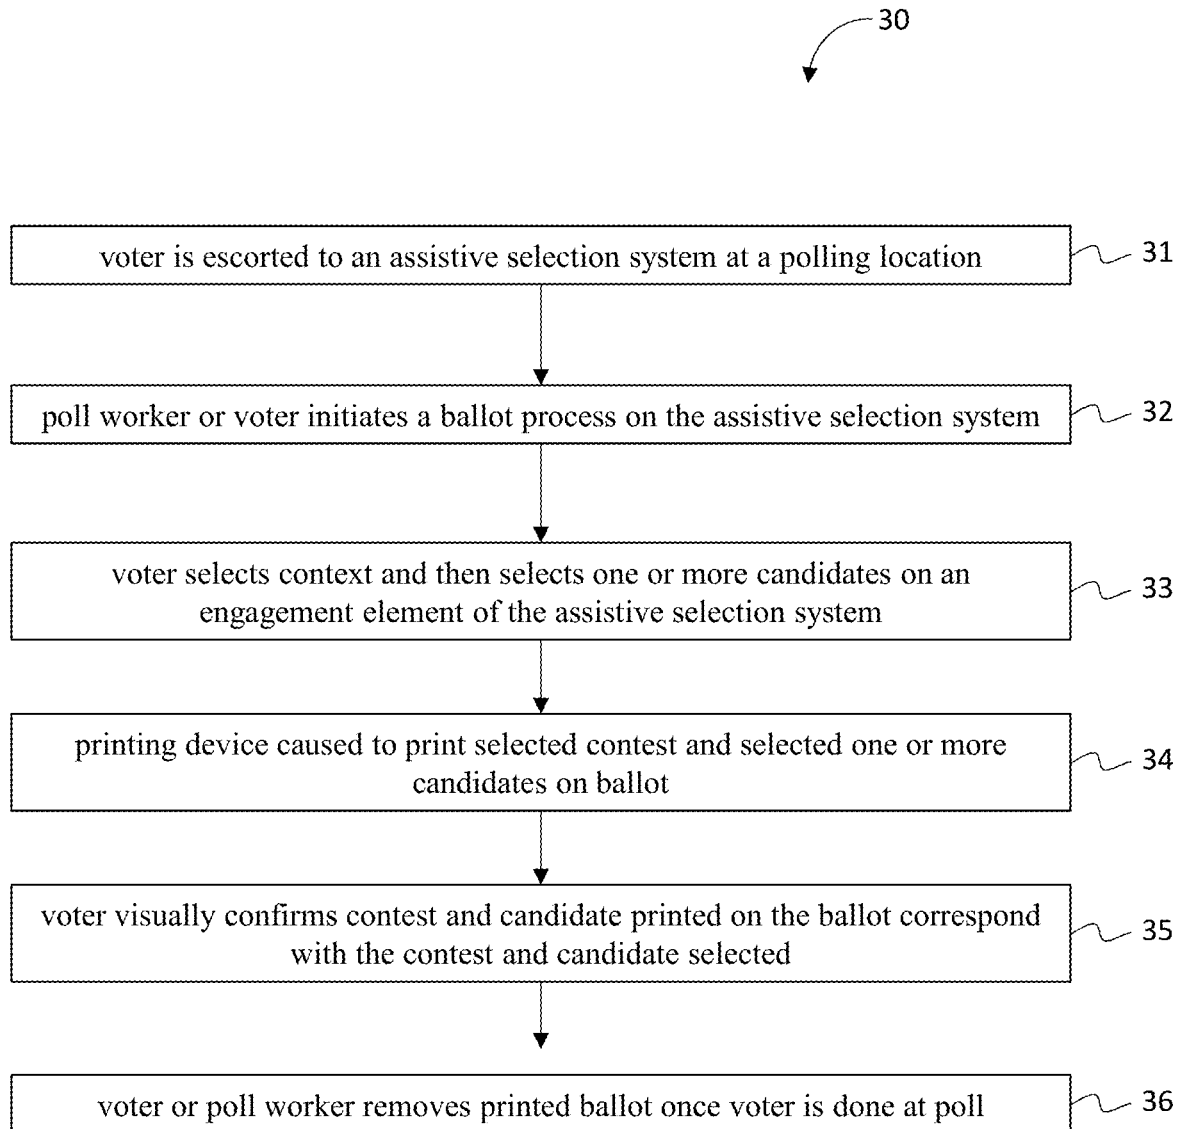 30
voter is escorted to an assistive selection system at a polling location
31
poll worker or voter initiates a ballot process on the assistive selection system
32
voter selects context and then selects one or more candidates on an
engagement element of the assistive selection system
33
printing device caused to print selected contest and selected one or more
candidates on ballot
34
voter visually confirms contest and candidate printed on the ballot correspond
with the contest and candidate selected
35
voter or poll worker removes printed ballot once voter is done at poll
36